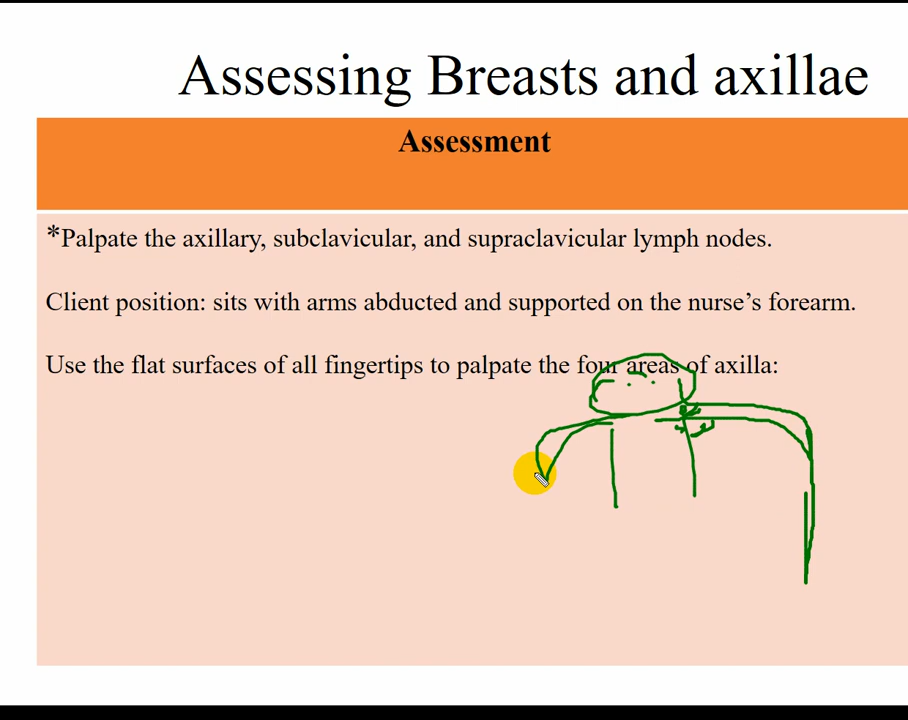 Assessing Breasts and axillae
Assessment
*Palpate the axillary, subclavicular, and supraclavicular lymph nodes.
Client position: sits with arms abducted and supported on the nurse’s forearm.
Use the flat surfaces of all fingertips to palpate the four areas of axilla: